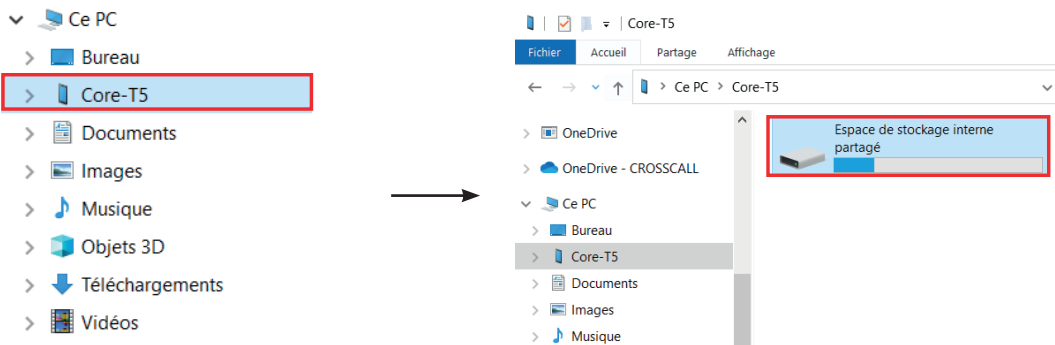 Ce PC
Bureau
Core-T5
Documents
Images
Musique
Objets 3D
Téléchargements
Vidéos
Core-T5
Fichier Accueil Partage Affichage
Ce PC Core-T5
OneDrive
OneDrive - CROSSCALL
Ce PC
Bureau
Core-T5
Documents
Images
Musique
Espace de stockage interne
partagé